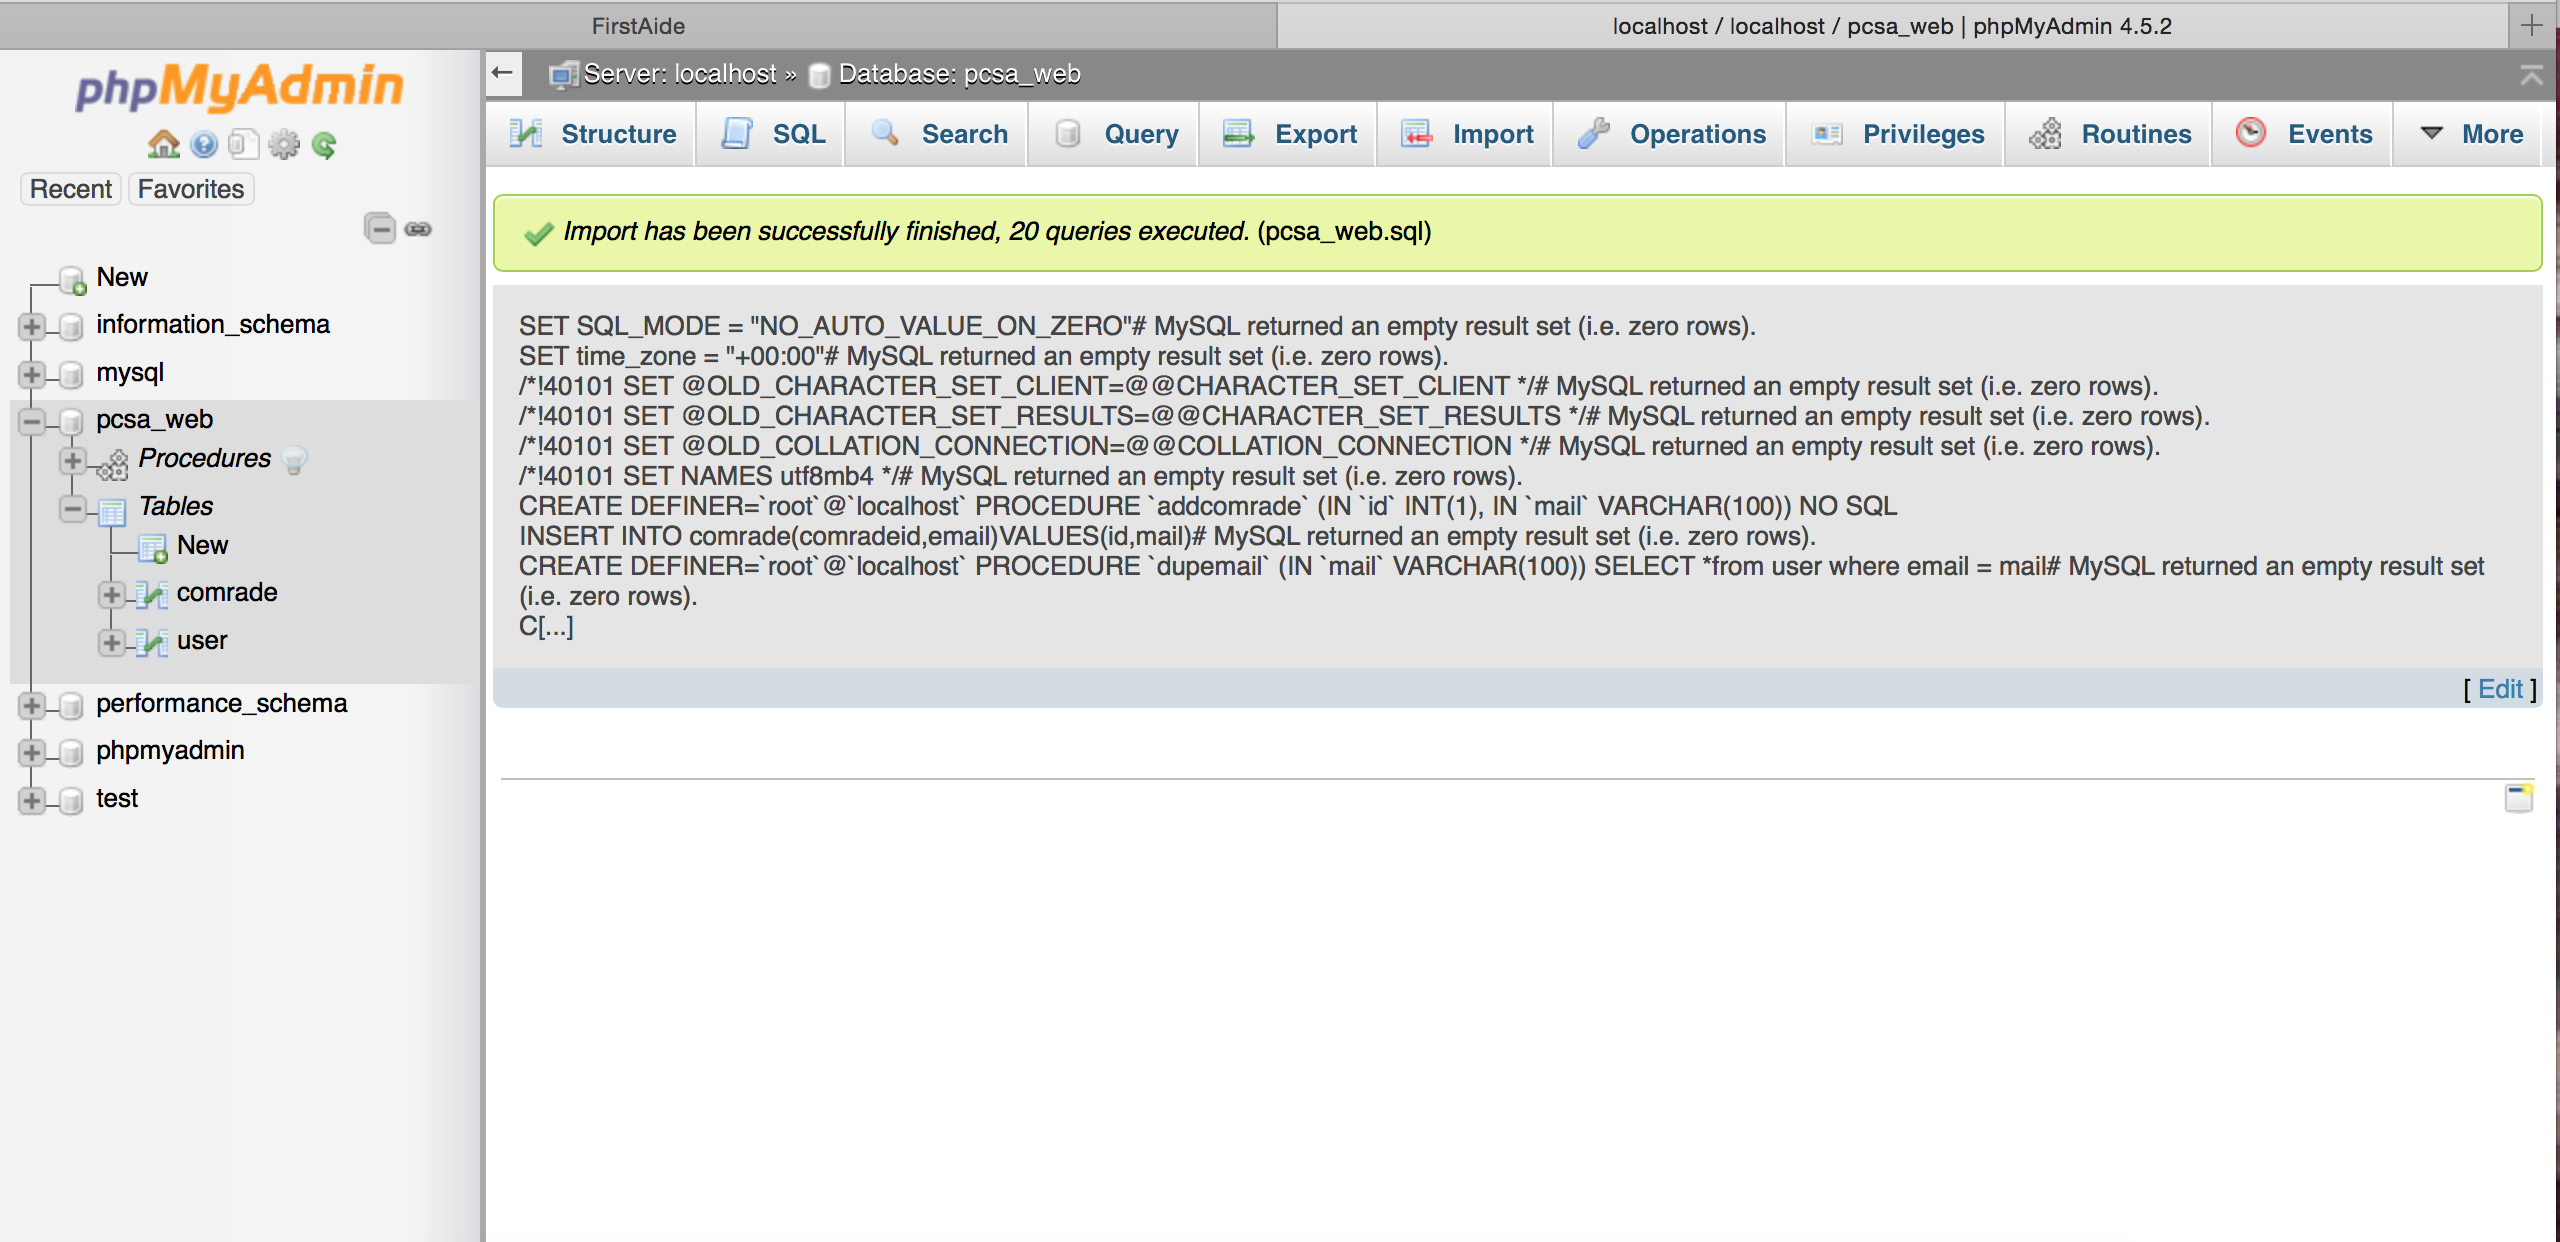 FirstAide
localhost / localhost / pcsa_web | phpMyAdmin 4.5.2
phpMyAdmin
Recent Favorites
New
information_schema
mysql
pcsa_web
Procedures
Tables
New
comrade
user
performance_schema
phpmyadmin
test
Server: localhost » Database: pcsa_web
Structure SQL Search Query Export Import Operations Privileges Routines Events More
Import has been successfully finished, 20 queries executed. (pcsa_web.sql)
SET SQL_MODE = "NO_AUTO_VALUE_ON_ZERO"# MySQL returned an empty result set (i.e. zero rows).
SET time_zone = "+00:00"# MySQL returned an empty result set (i.e. zero rows).
/*!40101 SET @OLD_CHARACTER_SET_CLIENT=@@CHARACTER_SET_CLIENT */# MySQL returned an empty result set (i.e. zero rows).
/*!40101 SET @OLD_CHARACTER_SET_RESULTS=@@CHARACTER_SET_RESULTS */# MySQL returned an empty result set (i.e. zero rows).
/*!40101 SET @OLD_COLLATION_CONNECTION=@@COLLATION_CONNECTION */# MySQL returned an empty result set (i.e. zero rows).
/*!40101 SET NAMES utf8mb4 */# MySQL returned an empty result set (i.e. zero rows).
CREATE DEFINER=`root`@`localhost` PROCEDURE `addcomrade` (IN `id` INT(1), IN `mail` VARCHAR(100)) NO SQL
INSERT INTO comrade(comradeid,email)VALUES(id,mail)# MySQL returned an empty result set (i.e. zero rows).
CREATE DEFINER=`root`@`localhost` PROCEDURE `dupemail` (IN `mail` VARCHAR(100)) SELECT *from user where email = mail# MySQL returned an empty result set
(i.e. zero rows).
C[...]
[ Edit ]